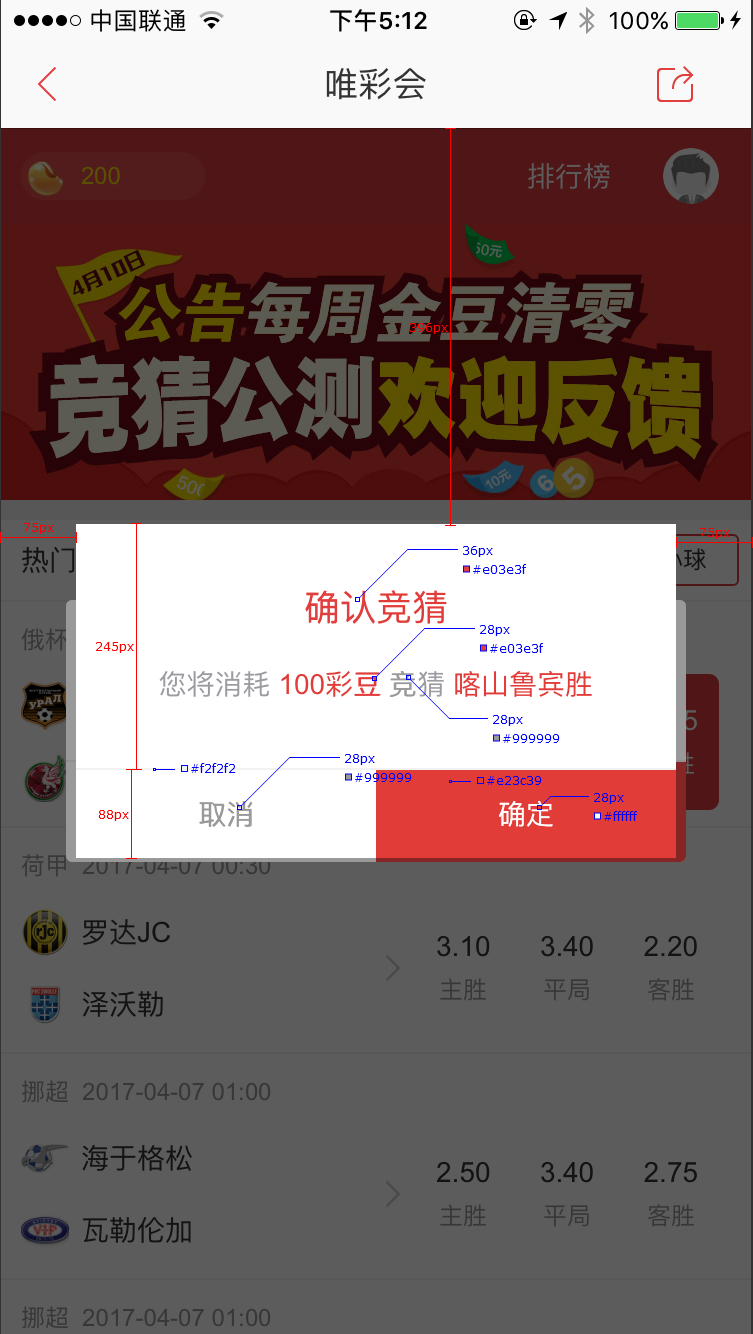 中国联通 下午5:12 100%
唯彩会
200 排行榜
50元
4月10日
公告每周金豆清零
396px
竞猜公测欢迎反馈
500 10元 6 5
75px 75px
热门 小球
36px
#e03e3f
确认竞猜
28px
俄杯
245px
#e03e3f
您将消耗 100彩豆 竞猜 喀山鲁宾胜
УРАЛ
5
28px
#999999
28px
胜
#f2f2f2
#999999 #e23c39
28px
88px 取消 确定 #ffffff
荷甲 2017-04-07 00:30
罗达JC
3.10 3.40 2.20
主胜 平局 客胜
泽沃勒
挪超 2017-04-07 01:00
海于格松
2.50 3.40 2.75
主胜 平局 客胜
VIF
瓦勒伦加
挪超 2017-04-07 01:00